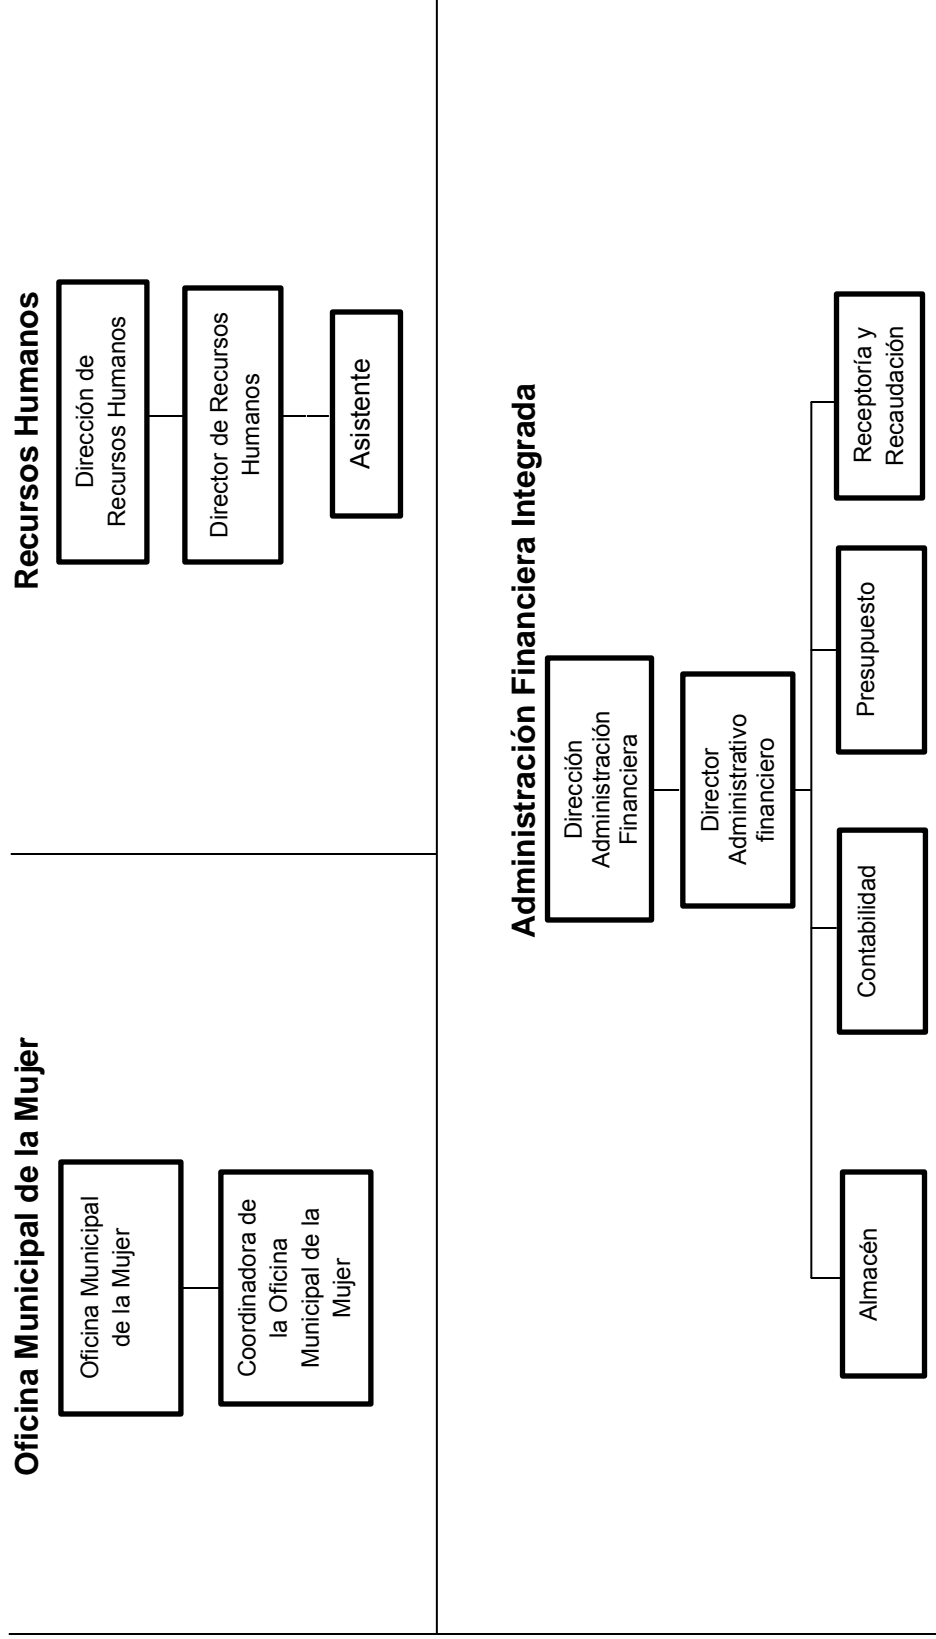 Oficina Municipal de la Mujer
Oficina Municipal
de la Mujer
Coordinadora de
la Oficina
Municipal de la
Mujer
Recursos Humanos
Dirección de
Recursos Humanos
Director de Recursos
Humanos
Asistente
Administración Financiera Integrada
Dirección
Administración
Financiera
Director
Administrativo
financiero
Almacén
Contabilidad
Presupuesto
Receptoría y
Recaudación